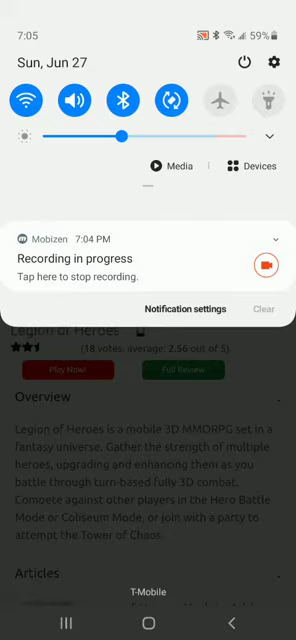 7:05
59%
Sun, Jun 27
Media
Devices
Mobizen 7:04 PM
Recording in progress
Tap here to stop recording.
Notification settings
Clear
Legion of Heroes
(18 votes, average: 2.56 out of 5)
Play Now!
Full Review
Overview
-
Legion of Heroes is a mobile 3D MMORPG set in a
fantasy universe. Gather the strength of multiple
heroes, upgrading and enhancing them as you
battle through turn-based fully 3D combat.
Compete against other players in the Hero Battle
Mode or Coliseum Mode, or join with a party to
attempt the Tower of Chaos.
Articles
-
T-Mobile